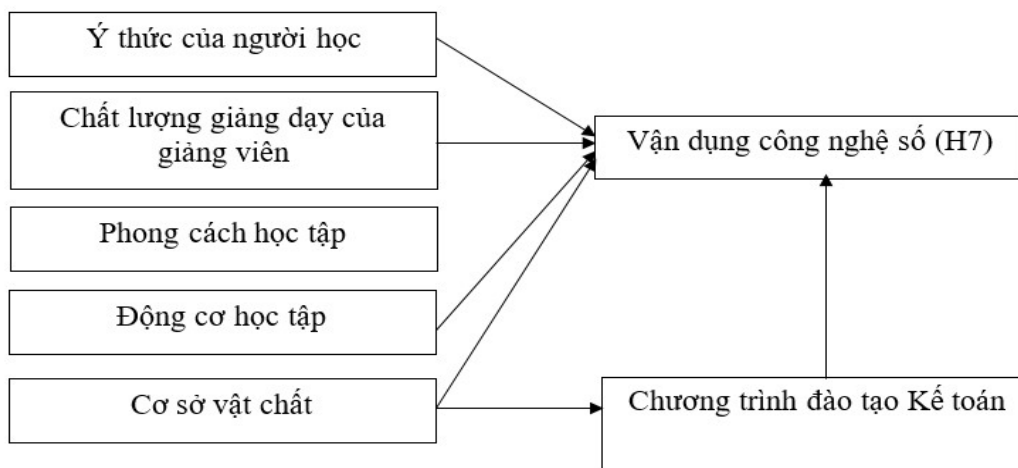 Ý thức của người học
Chất lượng giảng dạy của
giảng viên
Vận dụng công nghệ số (H7)
Phong cách học tập
Động cơ học tập
Cơ sở vật chất
Chương trình đào tạo Kế toán